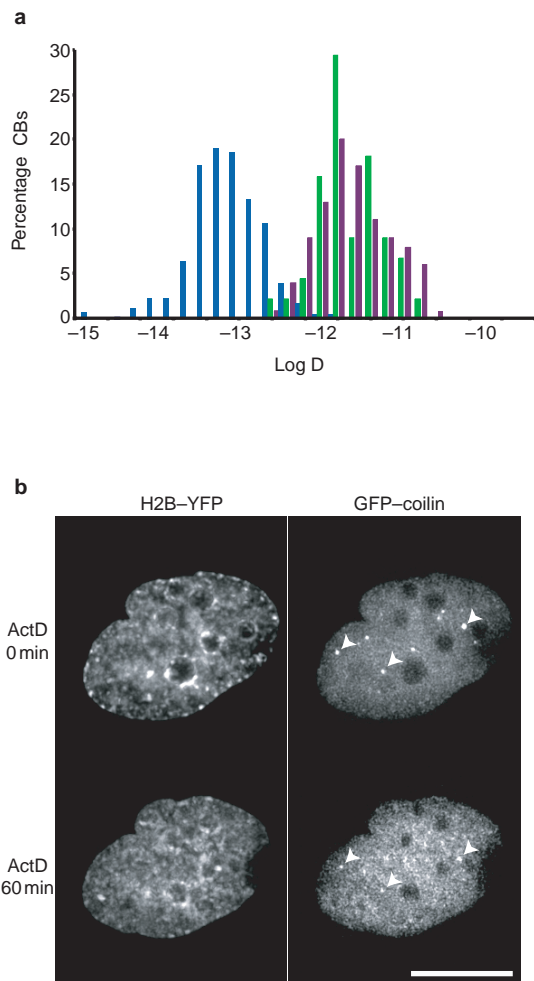 a
30
25
20
15
10
5
0
Percentage CBs
–15 –14 –13 –12 –11 –10
Log D
b
H2B–YFP GFP–coilin
ActD
0 min
ActD
60 min